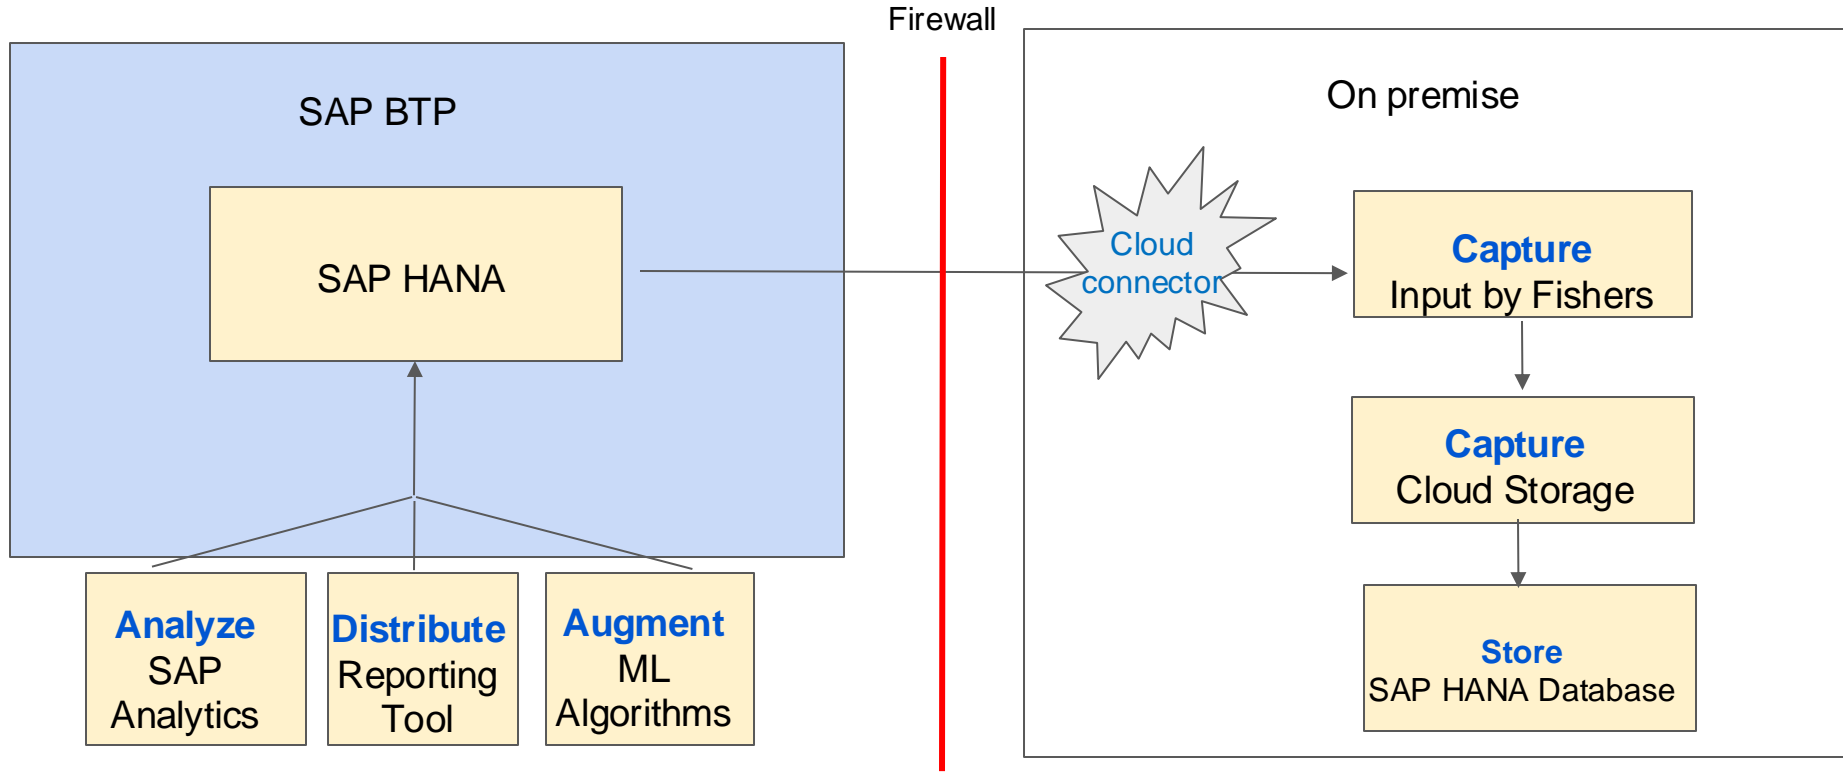 Firewall
SAP BTP
SAP HANA
Analyze
SAP
Analytics
Distribute
Reporting
Tool
Augment
ML
Algorithms
On premise
Cloud
connector
Capture
Input by Fishers
Capture
Cloud Storage
Store
SAP HANA Database